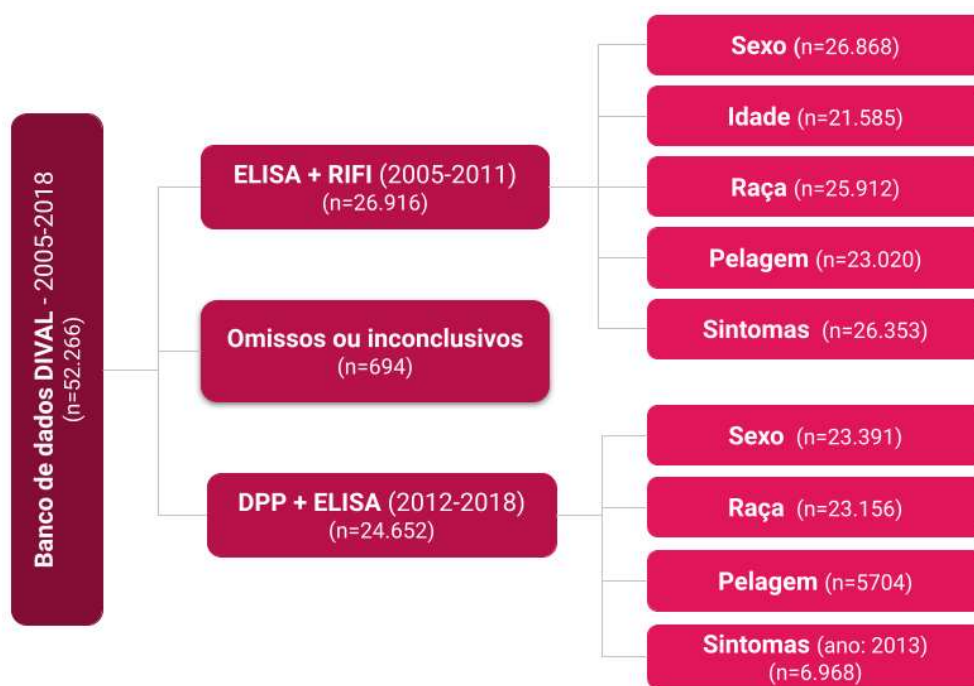 Banco de dados DIVAL - 2005-2018
(n=52.266)
ELISA + RIFI (2005-2011)
(n=26.916)
Sexo (n=26.868)
Idade (n=21.585)
Raça (n=25.912)
Pelagem (n=23.020)
Sintomas (n=26.353)
Omissos ou inconclusivos
(n=694)
DPP + ELISA (2012-2018)
(n=24.652)
Sexo (n=23.391)
Raça (n=23.156)
Pelagem (n=5704)
Sintomas (ano: 2013)
(n=6.968)